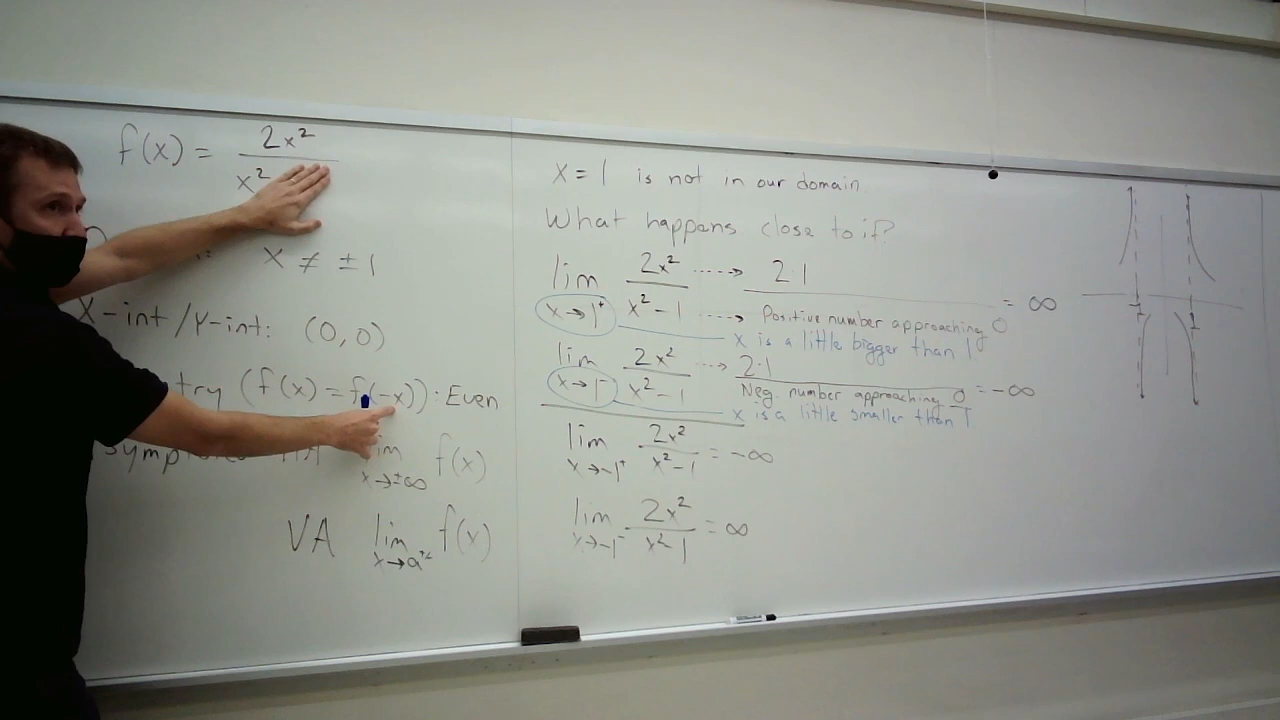 f(x) = 2x²
x²
x ≠ ±1
X-int/Y-int: (0,0)
try (f(x) = f(-x)): Even
lim f(x)
x→±∞
VA lim f(x)
x→a
x = 1 is not in our domain
What happens close to it?
lim 2x² / x² - 1 → 2·1 / Positive number approaching 0 = ∞
x→1⁺ x is a little bigger than 1
lim 2x² / x² - 1 → 2·1 / Neg. number approaching 0 = -∞
x→1⁻ x is a little smaller than 1
lim 2x² / x² - 1 = -∞
x→-1⁺
lim 2x² / x² - 1 = ∞
x→-1⁻
-1 1